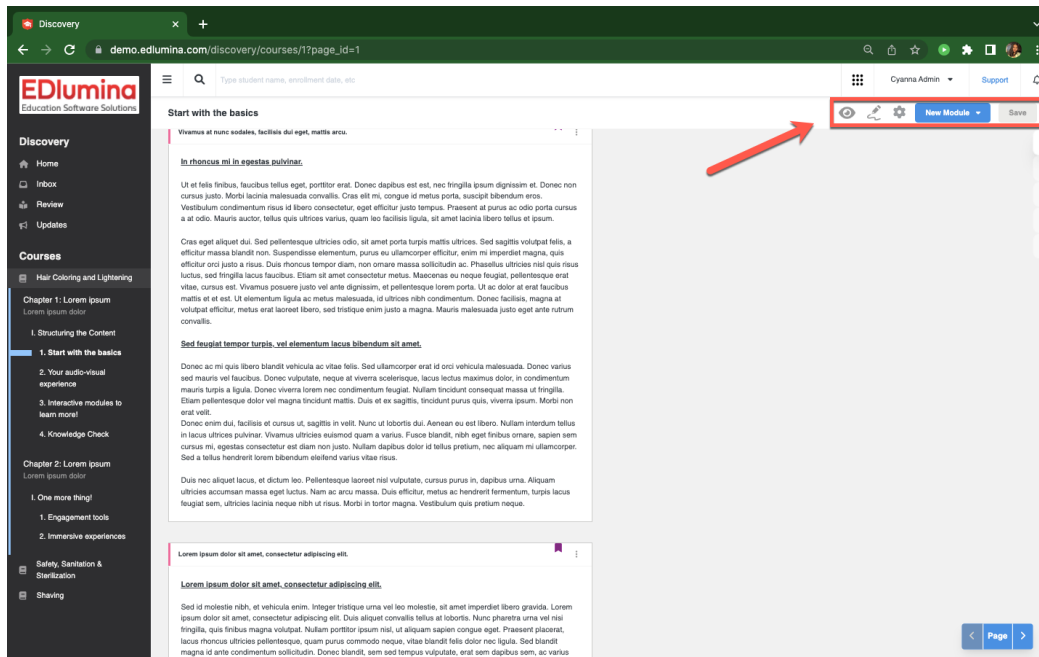 Discovery
demo.edlumina.com/discovery/courses/1?page_id=1
EDlumina
Education Software Solutions
Type student name, enrollment date, etc
Cyanna Admin
Support
Start with the basics
New Module
Save
Discovery
Home
Inbox
Review
Updates
Courses
Hair Coloring and Lightening
Chapter 1: Lorem ipsum
Lorem ipsum dolor
I. Structuring the Content
1. Start with the basics
2. Your audio-visual
experience
3. Interactive modules to
learn more!
4. Knowledge Check
Chapter 2: Lorem ipsum
Lorem ipsum dolor
I. One more thing!
1. Engagement tools
2. Immersive experiences
Safety, Sanitation &
Sterilization
Shaving
Vivamus at nunc sodales, facilisis dui eget, mattis arcu.
In rhoncus mi in egestas pulvinar.
Ut et felis finibus, faucibus tellus eget, porttitor erat. Donec dapibus est est, nec fringilla ipsum dignissim et. Donec non
cursus justo. Morbi lacinia malesuada convallis. Cras elit mi, congue id metus porta, suscipit bibendum eros.
Vestibulum condimentum risus id libero consectetur, eget efficitur justo tempus. Praesent at purus ac odio porta cursus
a at odio. Mauris auctor, tellus quis ultrices varius, quam leo facilisis ligula, sit amet lacinia libero tellus et ipsum.
Cras eget aliquet dui. Sed pellentesque ultricies odio, sit amet porta turpis mattis ultrices. Sed sagittis volutpat felis, a
efficitur massa blandit non. Suspendisse elementum, purus eu ullamcorper efficitur, enim mi imperdiet magna, quis
efficitur orci justo a risus. Duis rhoncus tempor diam, non ornare massa sollicitudin ac. Phasellus ultricies nisl quis risus
luctus, sed fringilla lacus faucibus. Etiam sit amet consectetur metus. Maecenas eu neque feugiat, pellentesque erat
vitae, cursus est. Vivamus posuere justo vel ante dignissim, et pellentesque lorem porta. Ut ac dolor at erat faucibus
mattis et et est. Ut elementum ligula ac metus malesuada, id ultrices nibh condimentum. Donec facilisis, magna at
volutpat efficitur, metus erat laoreet libero, sed tristique enim justo a magna. Mauris malesuada justo eget ante rutrum
convallis.
Sed feugiat tempor turpis, vel elementum lacus bibendum sit amet.
Donec ac mi quis libero blandit vehicula ac vitae felis. Sed ullamcorper erat id orci vehicula malesuada. Donec varius
sed mauris vel faucibus. Donec vulputate, neque at viverra scelerisque, lacus lectus maximus dolor, in condimentum
mauris turpis a ligula. Donec viverra lorem nec condimentum feugiat. Nullam tincidunt consequat massa ut fringilla.
Etiam pellentesque dolor vel magna tincidunt mattis. Duis et ex sagittis, tincidunt purus quis, viverra ipsum. Morbi non
erat velit.
Donec enim dui, facilisis et cursus ut, sagittis in velit. Nunc ut lobortis dui. Aenean eu est libero. Nullam interdum tellus
in lacus ultrices pulvinar. Vivamus ultricies euismod quam a varius. Fusce blandit, nibh eget finibus ornare, sapien sem
cursus mi, egestas consectetur est diam non justo. Nullam dapibus dolor id tellus pretium, nec aliquam mi ullamcorper.
Sed a tellus hendrerit lorem bibendum eleifend varius vitae risus.
Duis nec aliquet lacus, et dictum leo. Pellentesque laoreet nisl vulputate, cursus purus in, dapibus urna. Aliquam
ultricies accumsan massa eget luctus. Nam ac arcu massa. Duis efficitur, metus ac hendrerit fermentum, turpis lacus
feugiat sem, ultricies lacinia neque nibh ut risus. Morbi in tortor magna. Vestibulum quis pretium neque.
Lorem ipsum dolor sit amet, consectetur adipiscing elit.
Lorem ipsum dolor sit amet, consectetur adipiscing elit.
Sed id molestie nibh, et vehicula enim. Integer tristique urna vel leo molestie, sit amet imperdiet libero gravida. Lorem
ipsum dolor sit amet, consectetur adipiscing elit. Duis aliquet convallis tellus at lobortis. Nunc pharetra urna vel nisi
fringilla, quis finibus magna volutpat. Nullam porttitor ipsum nisl, ut aliquam sapien congue eget. Praesent placerat,
lacus rhoncus ultricies pellentesque, quam purus commodo neque, vitae blandit felis dolor nec ligula. Sed blandit
magna id ante condimentum sollicitudin. Donec blandit, sem sed tempus vulputate, erat sem dapibus sem, ac varius
Page